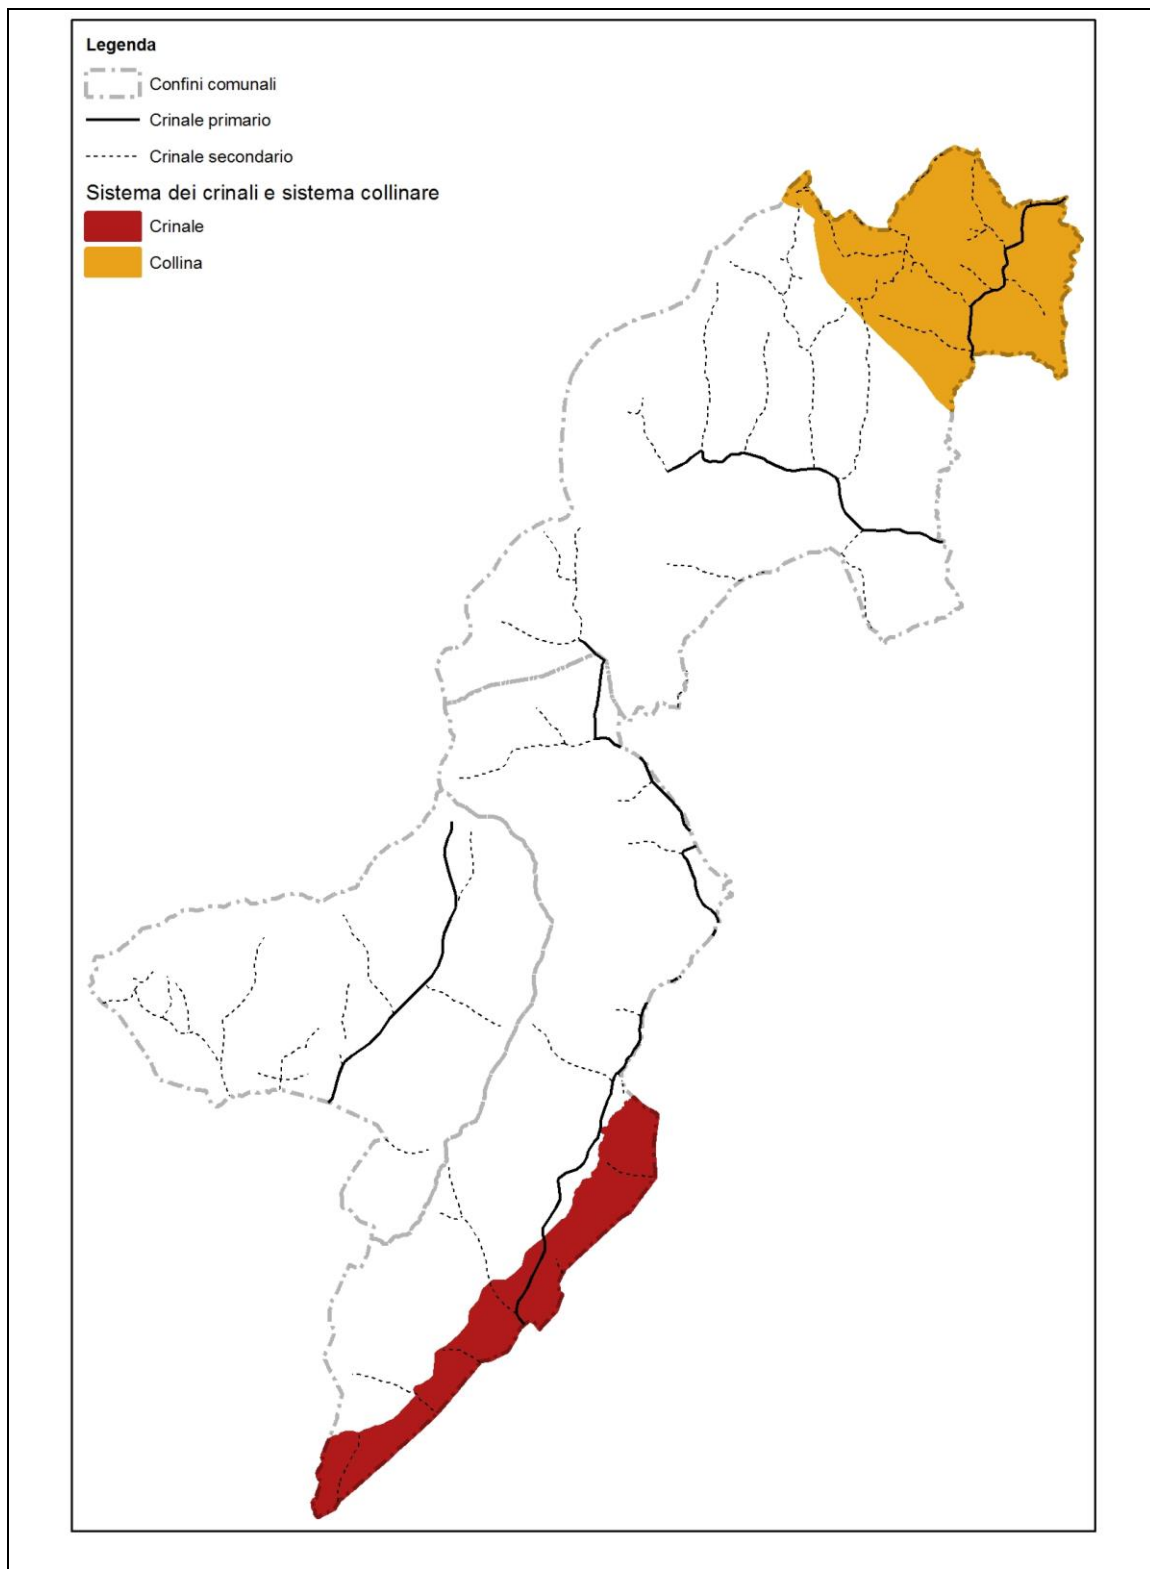 Legenda
Confini comunali
Crinale primario
Crinale secondario
Sistema dei crinali e sistema collinare
Crinale
Collina